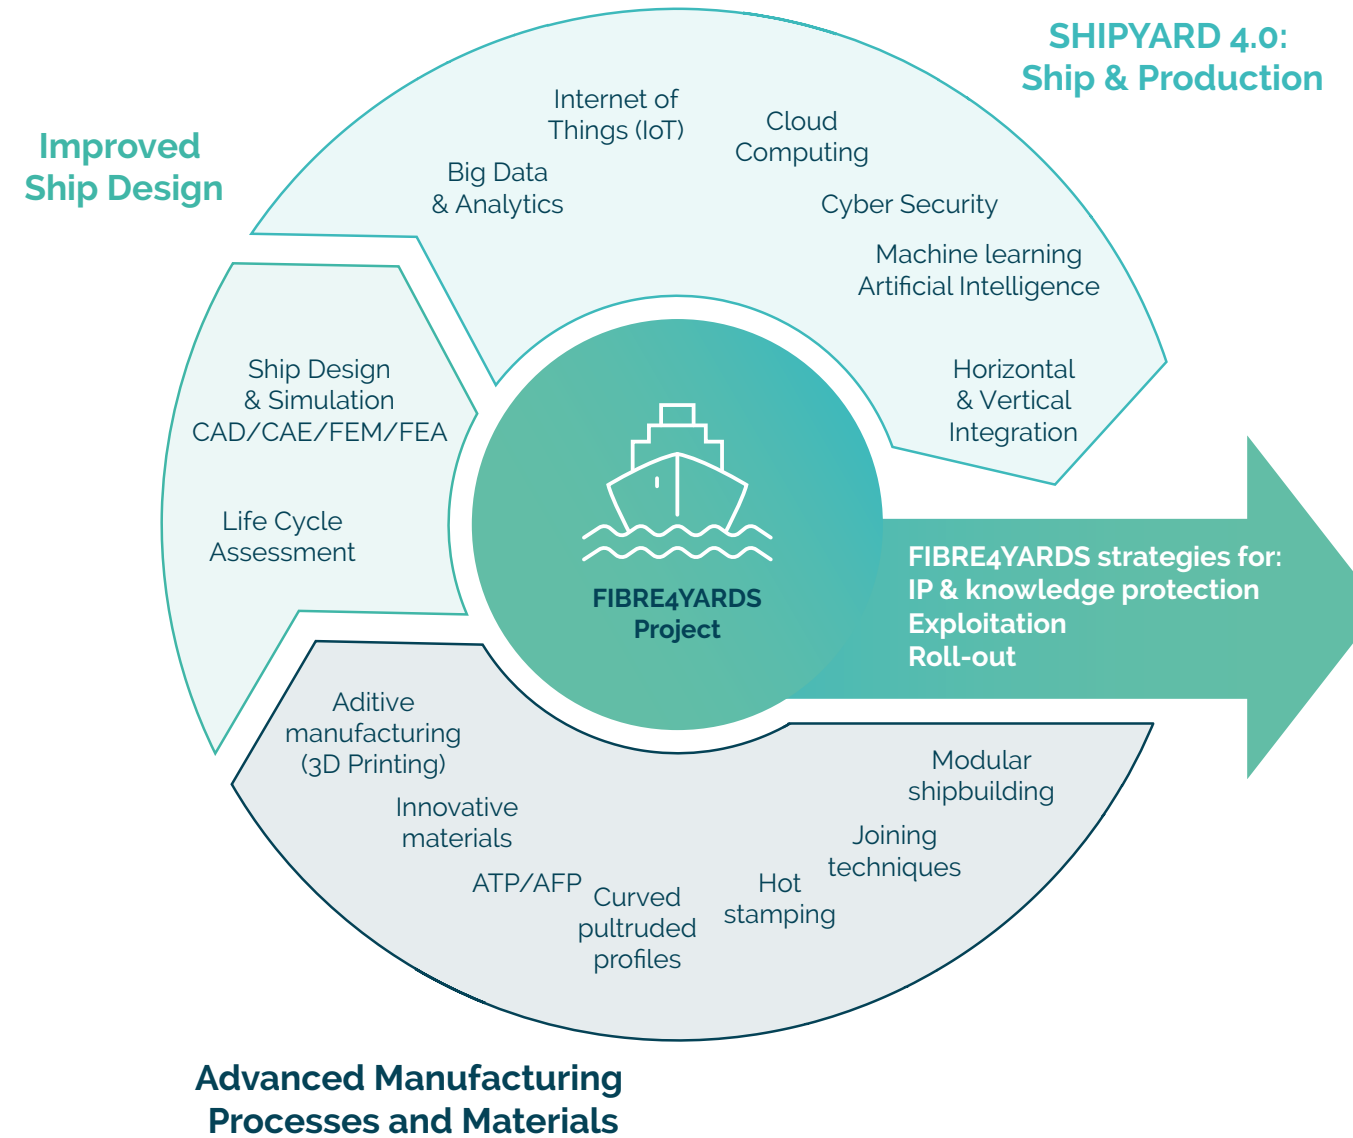 SHIPYARD 4.0:
Ship & Production
Improved
Ship Design
Internet of
Things (IoT)
Cloud
Computing
Big Data
& Analytics
Cyber Security
Machine learning
Artificial Intelligence
Horizontal
& Vertical
Integration
Ship Design
& Simulation
CAD/CAE/FEM/FEA
Life Cycle
Assessment
FIBRE4YARDS
Project
FIBRE4YARDS strategies for:
IP & knowledge protection
Exploitation
Roll-out
Aditive
manufacturing
(3D Printing)
Innovative
materials
ATP/AFP
Curved
pultruded
profiles
Hot
stamping
Joining
techniques
Modular
shipbuilding
Advanced Manufacturing
Processes and Materials